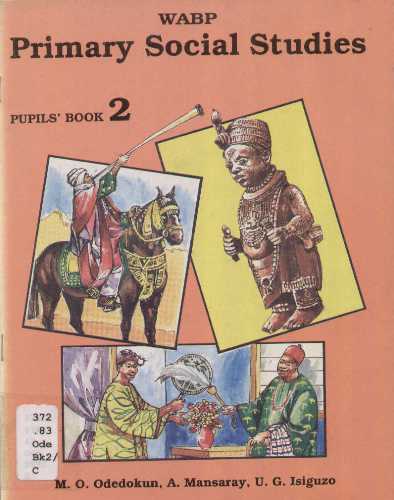 WABP
Primary Social Studies
PUPILS' BOOK 2
372
.83
Ode
Bk2/
C
M. O. Odedokun, A. Mansaray, U. G. Isiguzo